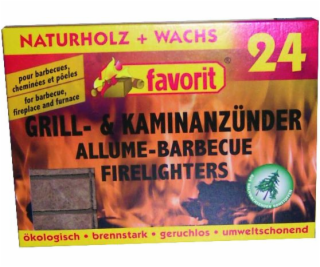 NATURHOLZ + WACHS
24
pour barbecues,
cheminées et pôeles
for barbecue,
fireplace and furnace
favorit®
GRILL- & KAMINANZÜNDER
ALLUME-BARBECUE
FIRELIGHTERS
ökologisch · brennstark · geruchlos · umweltschonend